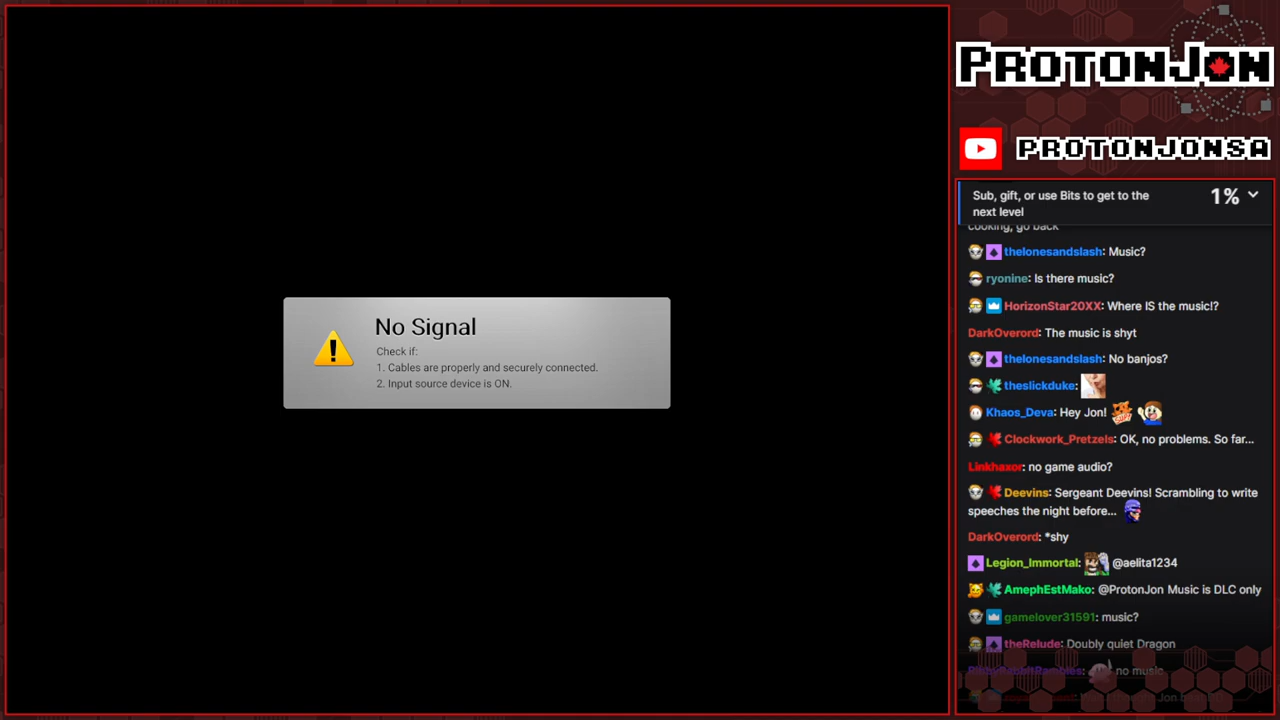 No Signal
Check if:
1. Cables are properly and securely connected.
2. Input source device is ON.
PROTONJON
PROTONJONSA
Sub, gift, or use Bits to get to the
next level
1%
cooking, go back
thelonesandslash: Music?
ryonine: Is there music?
HorizonStar20XX: Where IS the music!?
DarkOverord: The music is shyt
thelonesandslash: No banjos?
theslickduke:
Khaos_Deva: Hey Jon!
Clockwork_Pretzels: OK, no problems. So far...
Linkhaxor: no game audio?
Deevins: Sergeant Deevins! Scrambling to write
speeches the night before...
DarkOverord: *shy
Legion_Immortal: @aelita1234
AmephEstMako: @ProtonJon Music is DLC only
gamelover31591: music?
theRelude: Doubly quiet Dragon
no music